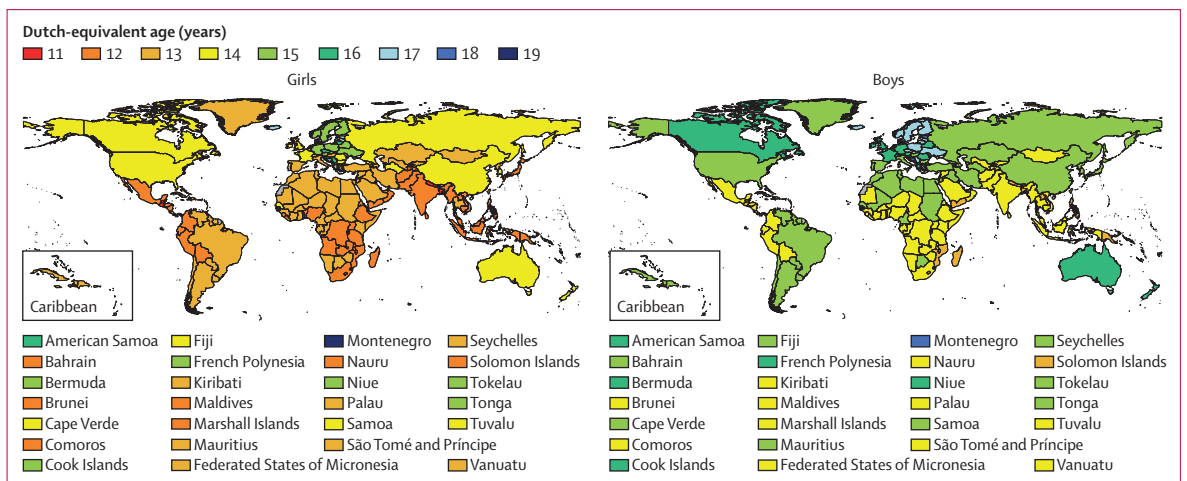 Dutch-equivalent age (years)
11 12 13 14 15 16 17 18 19
Girls
Boys
Caribbean
Caribbean
American Samoa Fiji Montenegro Seychelles
Bahrain French Polynesia Nauru Solomon Islands
Bermuda Kiribati Niue Tokelau
Brunei Maldives Palau Tonga
Cape Verde Marshall Islands Samoa Tuvalu
Comoros Mauritius São Tomé and Príncipe
Cook Islands Federated States of Micronesia Vanuatu
American Samoa Fiji Montenegro Seychelles
Bahrain French Polynesia Nauru Solomon Islands
Bermuda Kiribati Niue Tokelau
Brunei Maldives Palau Tonga
Cape Verde Marshall Islands Samoa Tuvalu
Comoros Mauritius São Tomé and Príncipe
Cook Islands Federated States of Micronesia Vanuatu